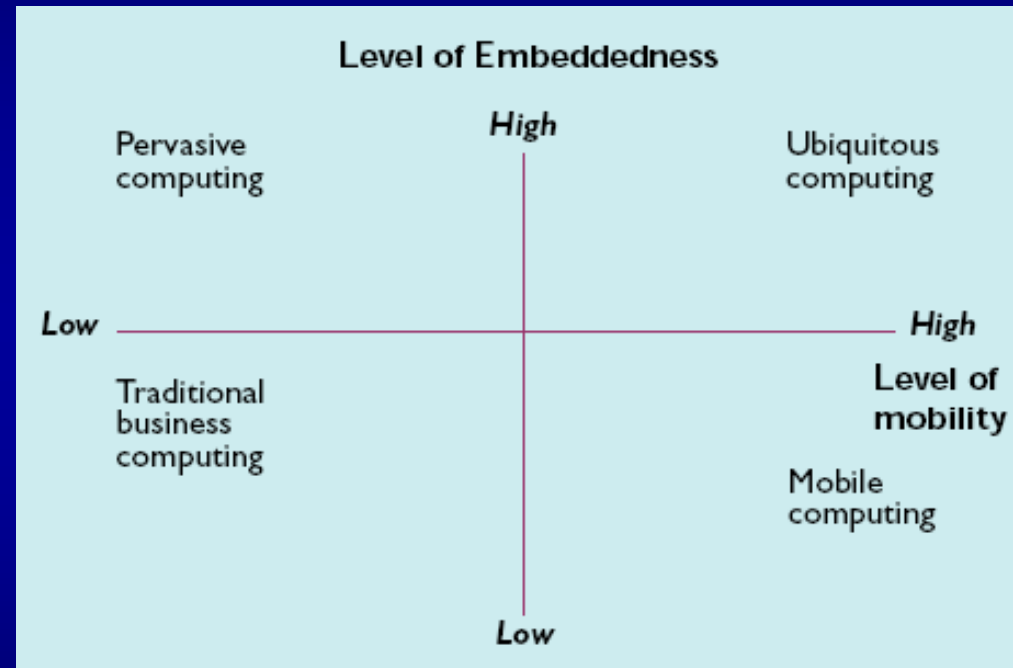 Level of Embeddedness
High
Pervasive
computing
Ubiquitous
computing
Low
High
Level of
mobility
Traditional
business
computing
Mobile
computing
Low